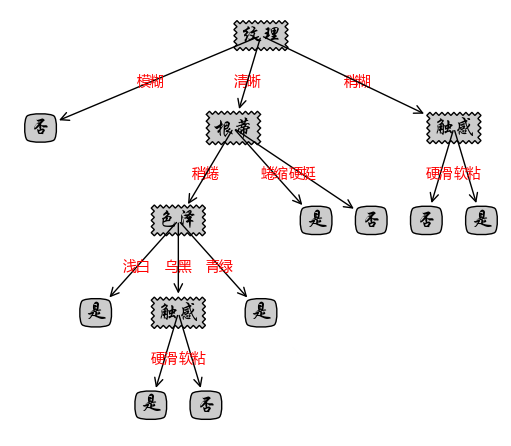 纹理
模糊 清晰 稍糊
否 根蒂 触感
稍蜷 蜷缩 硬挺 硬滑 软粘
色泽 是 否 否 是
浅白 乌黑 青绿
是 触感 是
硬滑 软粘
是 否